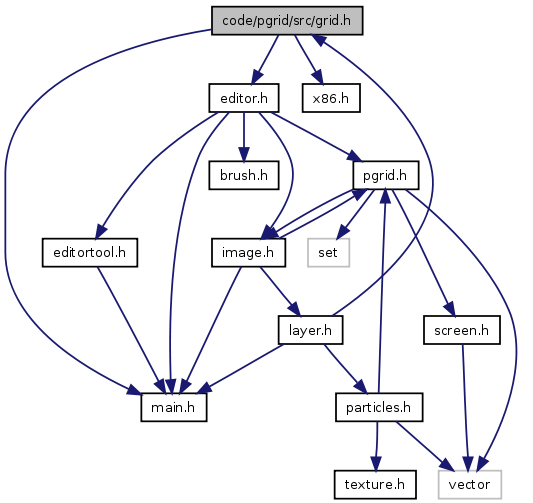 code/pgrid/src/grid.h
editor.h
x86.h
brush.h
pgrid.h
editortool.h
image.h
set
layer.h
screen.h
main.h
particles.h
texture.h
vector